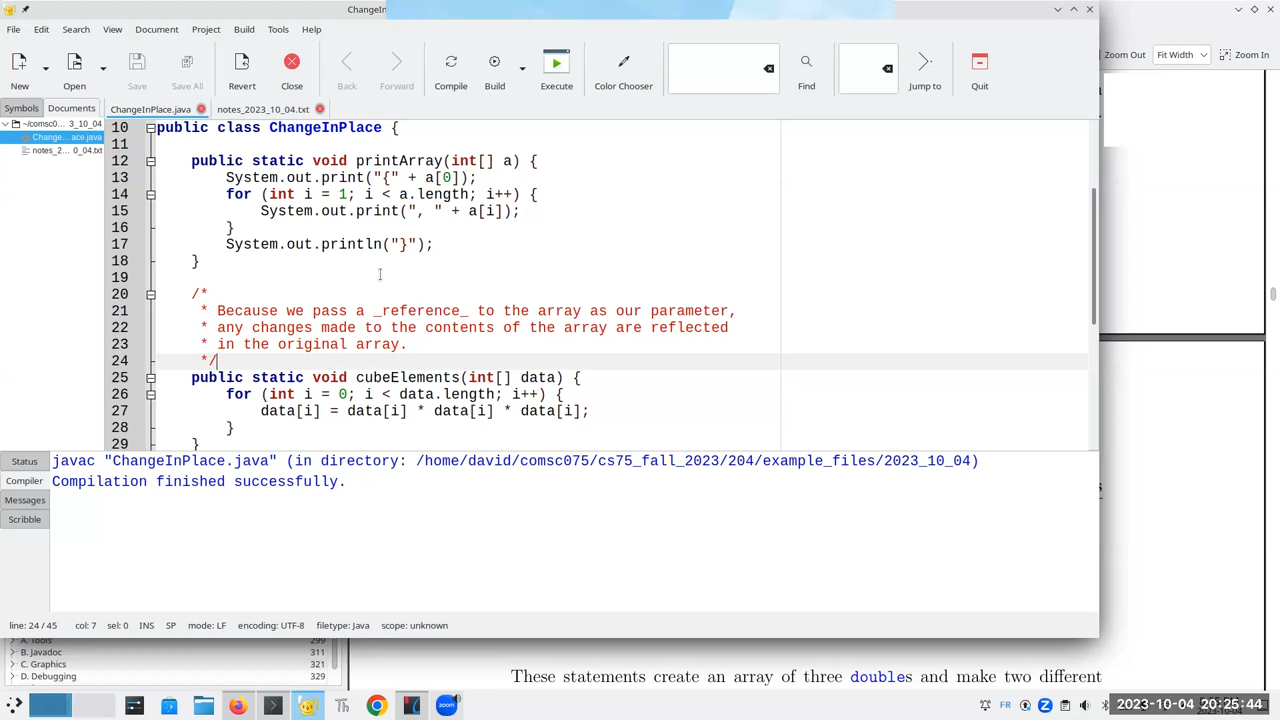 ChangeIn
File Edit Search View Document Project Build Tools Help
New Open Save Save All Revert Close Back Forward Compile Build Execute Color Chooser Find Jump to Quit
Zoom Out Fit Width Zoom In
Symbols Documents
ChangeInPlace.java notes_2023_10_04.txt
~/comsc0... 3_10_04
Change... ace.java
notes_2... 0_04.txt
10 public class ChangeInPlace {
11
12 public static void printArray(int[] a) {
13 System.out.print("{" + a[0]);
14 for (int i = 1; i < a.length; i++) {
15 System.out.print(", " + a[i]);
16 }
17 System.out.println("}");
18 }
19
20 /*
21 * Because we pass a _reference_ to the array as our parameter,
22 * any changes made to the contents of the array are reflected
23 * in the original array.
24 */
25 public static void cubeElements(int[] data) {
26 for (int i = 0; i < data.length; i++) {
27 data[i] = data[i] * data[i] * data[i];
28 }
29 }
Status
Compiler
Messages
Scribble
javac "ChangeInPlace.java" (in directory: /home/david/comsc075/cs75_fall_2023/204/example_files/2023_10_04)
Compilation finished successfully.
line: 24 / 45 col: 7 sel: 0 INS SP mode: LF encoding: UTF-8 filetype: Java scope: unknown
A. Tools 299
B. Javadoc 311
C. Graphics 321
D. Debugging 329
These statements create an array of three doubles and make two different
FR
2023-10-04 20:25:44